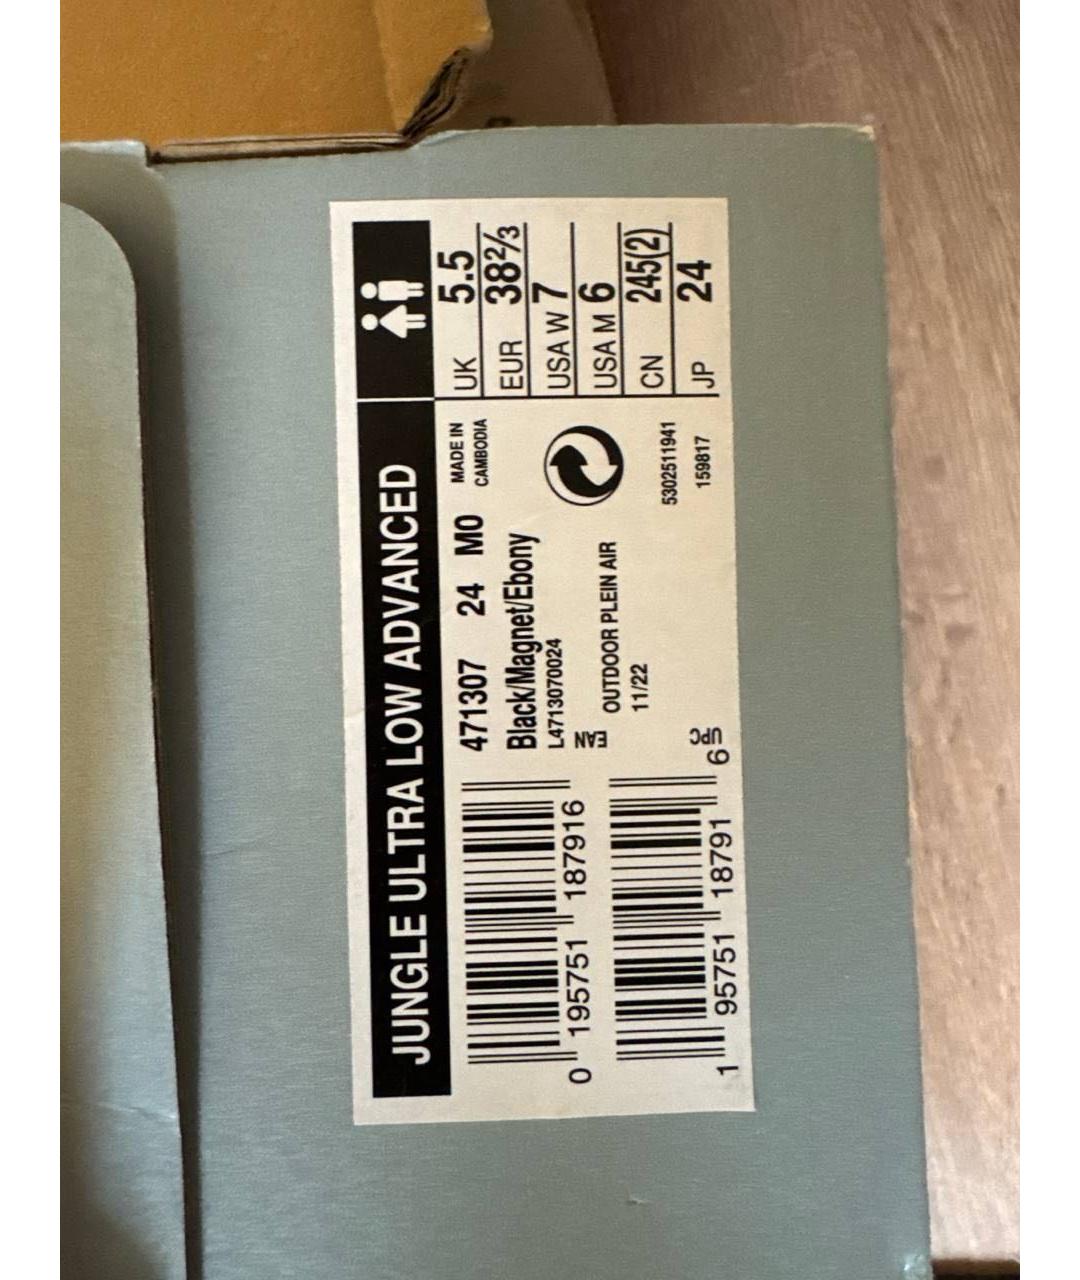 JUNGLE ULTRA LOW ADVANCED
471307 24 M0
MADE IN
CAMBODIA
Black/Magnet/Ebony
L4713070024
EAN
OUTDOOR PLEIN AIR
11/22
5302511941
159817
UPC
0 195751 187916
1 95751 18791 6
UK 5.5
EUR 38⅔
USA W 7
USA M 6
CN 245(2)
JP 24